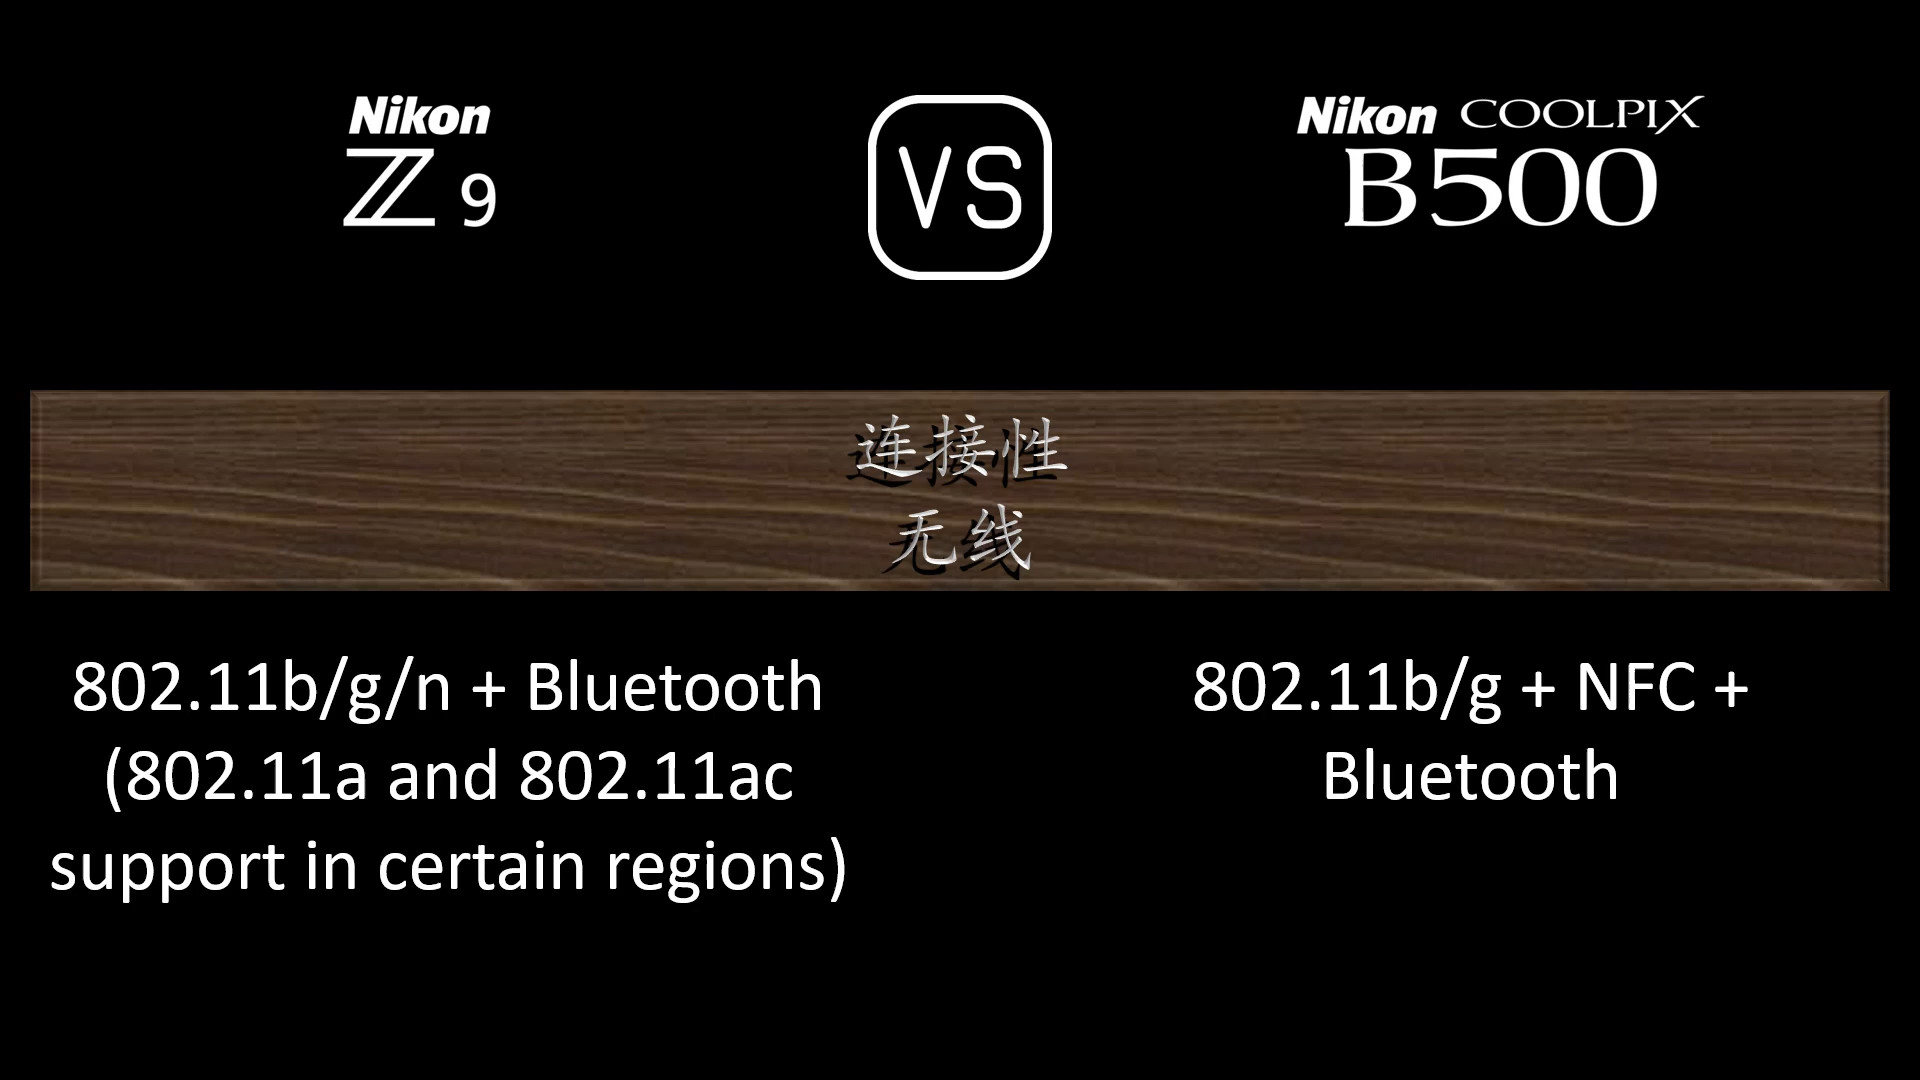 Nikon
Z 9
VS
Nikon COOLPIX
B500
连接性
无线
802.11b/g/n + Bluetooth
(802.11a and 802.11ac
support in certain regions)
802.11b/g + NFC +
Bluetooth